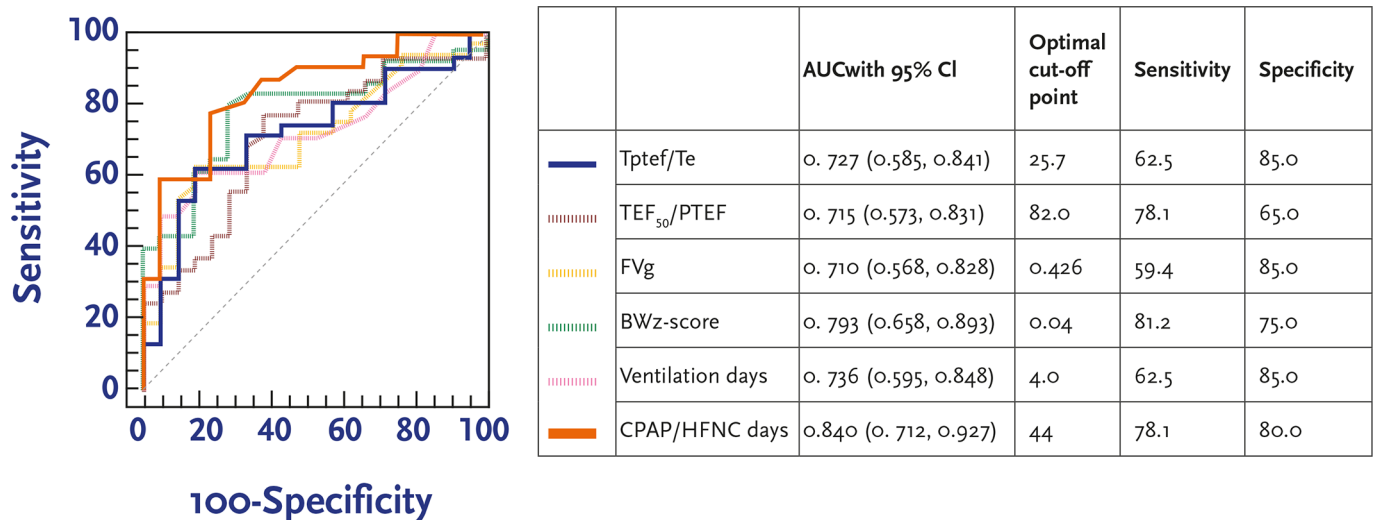 100
80
60
40
20
0
Sensitivity
0 20 40 60 80 100
100-Specificity
AUCwith 95% CI
Optimal
cut-off
point
Sensitivity
Specificity
Tptef/Te 0. 727 (0.585, 0.841) 25.7 62.5 85.0
TEF50/PTEF 0. 715 (0.573, 0.831) 82.0 78.1 65.0
FVg 0. 710 (0.568, 0.828) 0.426 59.4 85.0
BWz-score 0. 793 (0.658, 0.893) 0.04 81.2 75.0
Ventilation days 0. 736 (0.595, 0.848) 4.0 62.5 85.0
CPAP/HFNC days 0.840 (0. 712, 0.927) 44 78.1 80.0